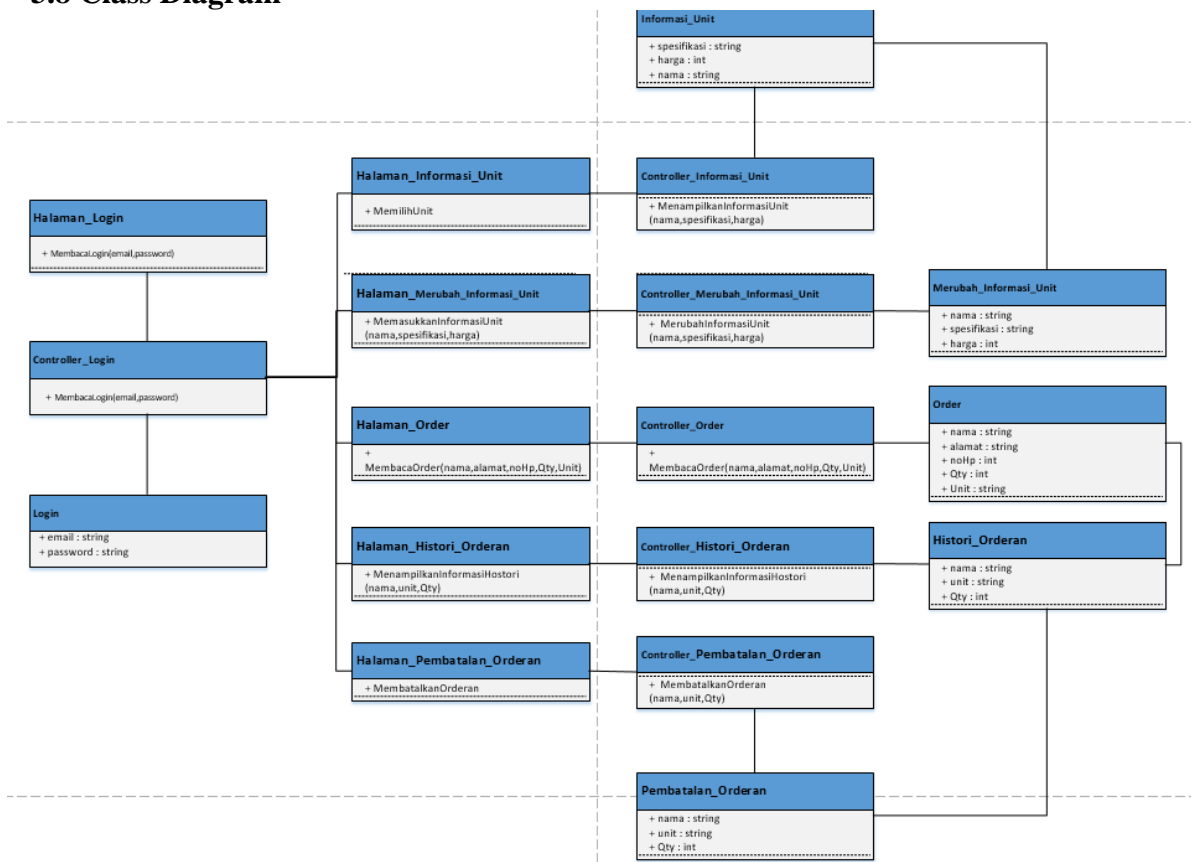 Class Diagram
Informasi_Unit
+ spesifikasi : string
+ harga : int
+ nama : string
Halaman_Informasi_Unit
+ MemilihUnit
Controller_Informasi_Unit
+ MenampilkanInformasiUnit
(nama,spesifikasi,harga)
Halaman_Login
+ MembacaLogin(email,password)
Halaman_Merubah_Informasi_Unit
+ MemasukkanInformasiUnit
(nama,spesifikasi,harga)
Controller_Merubah_Informasi_Unit
+ MerubahInformasiUnit
(nama,spesifikasi,harga)
Merubah_Informasi_Unit
+ nama : string
+ spesifikasi : string
+ harga : int
Controller_Login
+ MembacaLogin(email,password)
Halaman_Order
+
MembacaOrder(nama,alamat,noHp,Qty,Unit)
Controller_Order
+
MembacaOrder(nama,alamat,noHp,Qty,Unit)
Order
+ nama : string
+ alamat : string
+ noHp : int
+ Qty : int
+ Unit : string
Login
+ email : string
+ password : string
Halaman_Histori_Orderan
+ MenampilkanInformasiHostori
(nama,unit,Qty)
Controller_Histori_Orderan
+ MenampilkanInformasiHostori
(nama,unit,Qty)
Histori_Orderan
+ nama : string
+ unit : string
+ Qty : int
Halaman_Pembatalan_Orderan
+ MembatalkanOrderan
Controller_Pembatalan_Orderan
+ MembatalkanOrderan
(nama,unit,Qty)
Pembatalan_Orderan
+ nama : string
+ unit : string
+ Qty : int